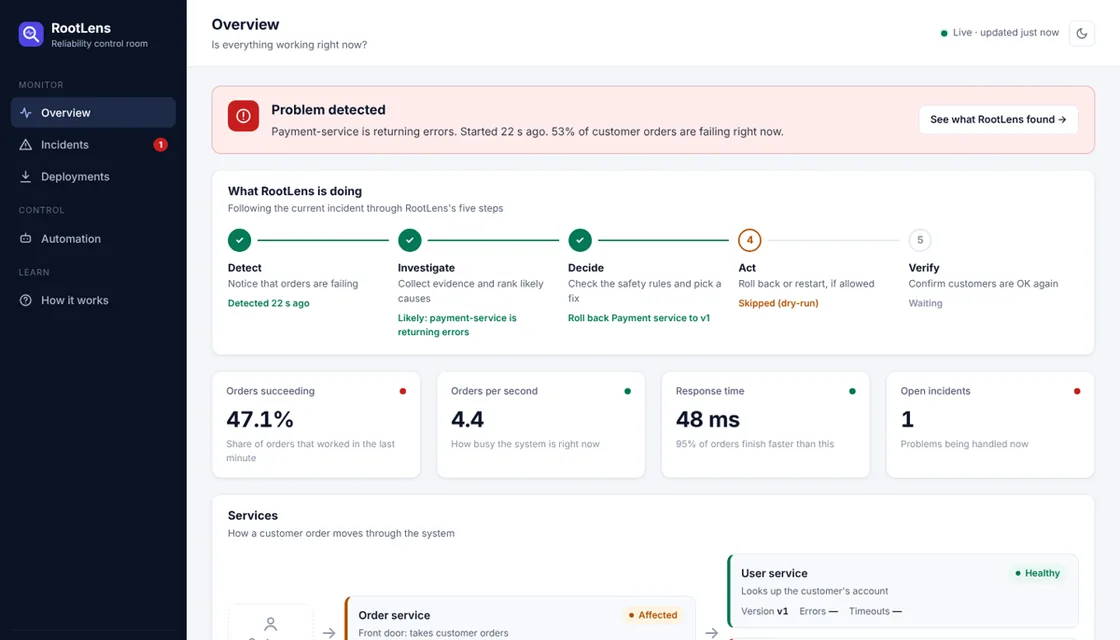 RootLens
Reliability control room
MONITOR
Overview
Incidents
1
Deployments
CONTROL
Automation
LEARN
How it works
Overview
Is everything working right now?
Live · updated just now
Problem detected
Payment-service is returning errors. Started 22 s ago. 53% of customer orders are failing right now.
See what RootLens found →
What RootLens is doing
Following the current incident through RootLens's five steps
Detect
Notice that orders are failing
Detected 22 s ago
Investigate
Collect evidence and rank likely
causes
Likely: payment-service is
returning errors
Decide
Check the safety rules and pick a
fix
Roll back Payment service to v1
4
Act
Roll back or restart, if allowed
Skipped (dry-run)
5
Verify
Confirm customers are OK again
Waiting
Orders succeeding
47.1%
Share of orders that worked in the last
minute
Orders per second
4.4
How busy the system is right now
Response time
48 ms
95% of orders finish faster than this
Open incidents
1
Problems being handled now
Services
How a customer order moves through the system
Order service
Affected
Front door: takes customer orders
User service
Healthy
Looks up the customer's account
Version v1 Errors — Timeouts —